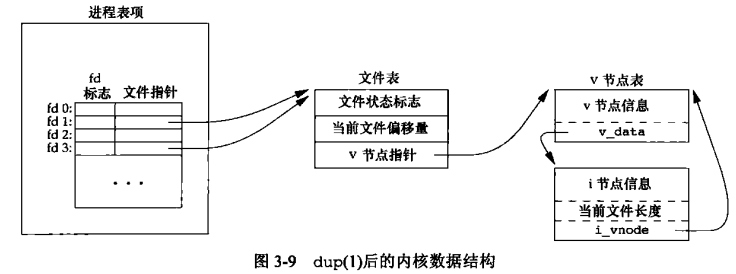 进程表项
fd
标志 文件指针
fd 0:
fd 1:
fd 2:
fd 3:
...
文件表
文件状态标志
当前文件偏移量
v 节点指针
v 节点表
v 节点信息
v_data
i 节点信息
当前文件长度
i_vnode
图 3-9 dup(1)后的内核数据结构